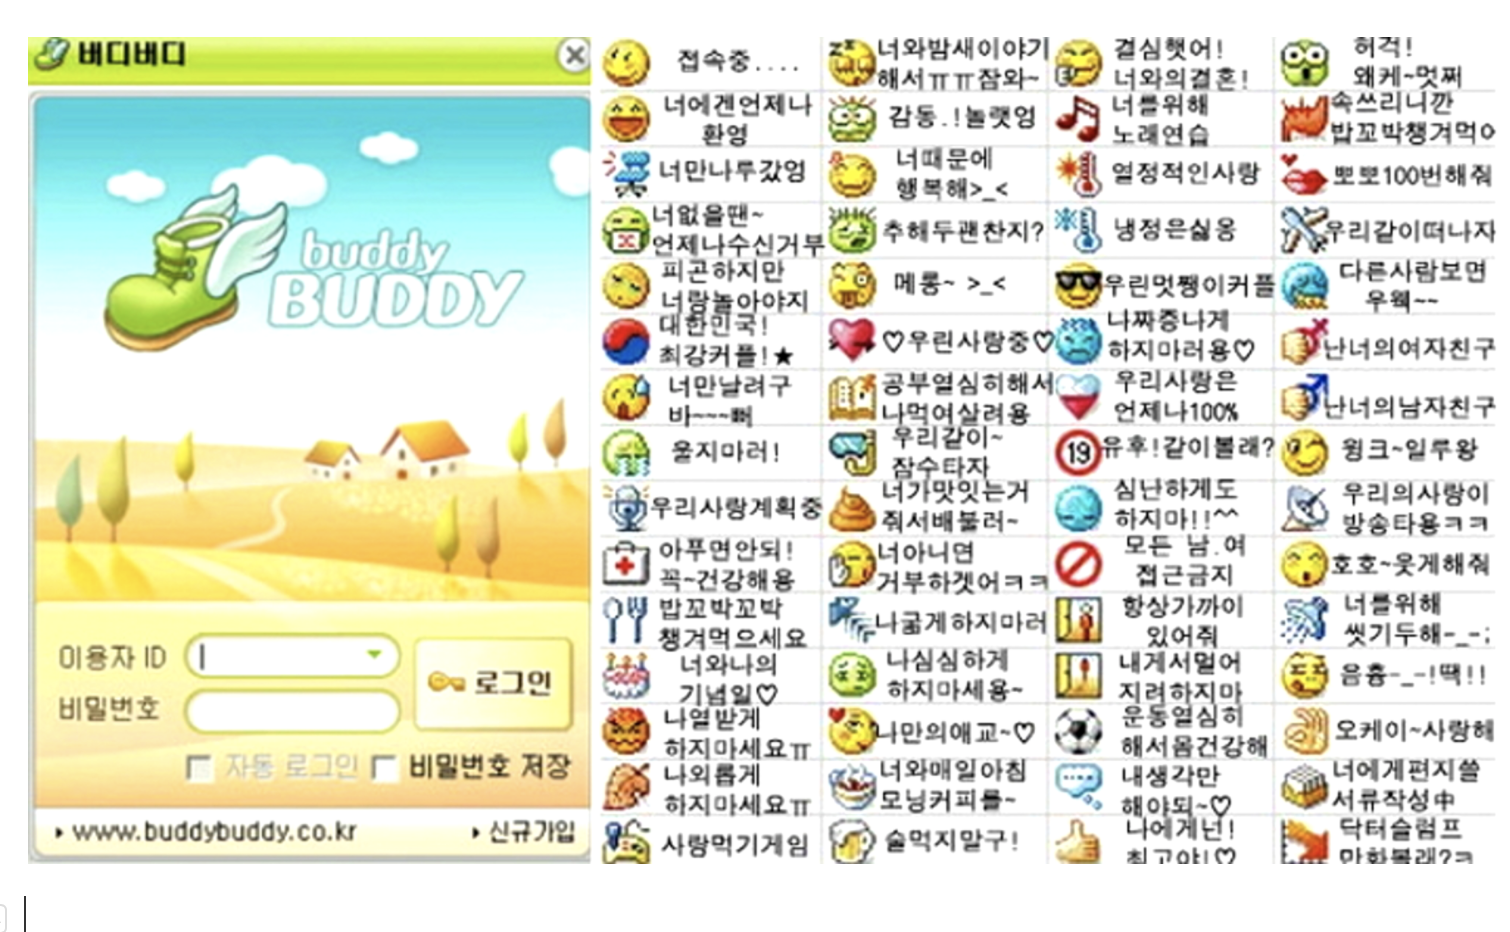 버디버디
buddy
BUDDY
이용자 ID
비밀번호
로그인
자동 로그인
비밀번호 저장
www.buddybuddy.co.kr
신규가입
접속중....
너와밤새이야기
해서ㅠㅠ잠와~
결심했어!
너와의결혼!
허걱!
왜케~멋찌
너에겐언제나
환영
감동.!놀랫엉
너를위해
노래연습
속쓰리니깐
밥꼬박챙겨먹어
너만나루갔엉
너때문에
행복해>_<
열정적인사랑
뽀뽀100번해줘
너없을땐~
언제나수신거부
추해두괜찬지?
냉정은싫옹
우리같이떠나자
피곤하지만
너랑놀아야지
메롱~ >_<
우린멋쨍이커플
다른사람보면
우웩~~
대한민국!
최강커플!★
♡우린사랑중♡
나짜증나게
하지마러용♡
난너의여자친구
너만날려구
바~~~뻐
공부열심히해서
나먹여살려용
우리사랑은
언제나100%
난너의남자친구
울지마러!
우리같이~
잠수타자
19
유후!같이볼래?
윙크~일루왕
우리사랑계획중
너가맛잇는거
줘서배불러~
심난하게도
하지마!!^^
우리의사랑이
방송타용ㅋㅋ
아푸면안되!
꼭~건강해용
너아니면
거부하겟어ㅋㅋ
모든 남.여
접근금지
호호~웃게해줘
밥꼬박꼬박
챙겨먹으세요
나굶게하지마러
항상가까이
있어줘
너를위해
씻기두해-_-;
너와나의
기념일♡
나심심하게
하지마세용~
내게서멀어
지려하지마
음흉-_-!떽!!
나열받게
하지마세요ㅠ
나만의애교~♡
운동열심히
해서몸건강해
오케이~사랑해
나외롭게
하지마세요ㅠ
너와매일아침
모닝커피를~
내생각만
해야되~♡
너에게편지쓸
서류작성中
사랑먹기게임
술먹지말구!
나에게넌!
최고야!♡
닥터슬럼프
만화볼래?ㅋ